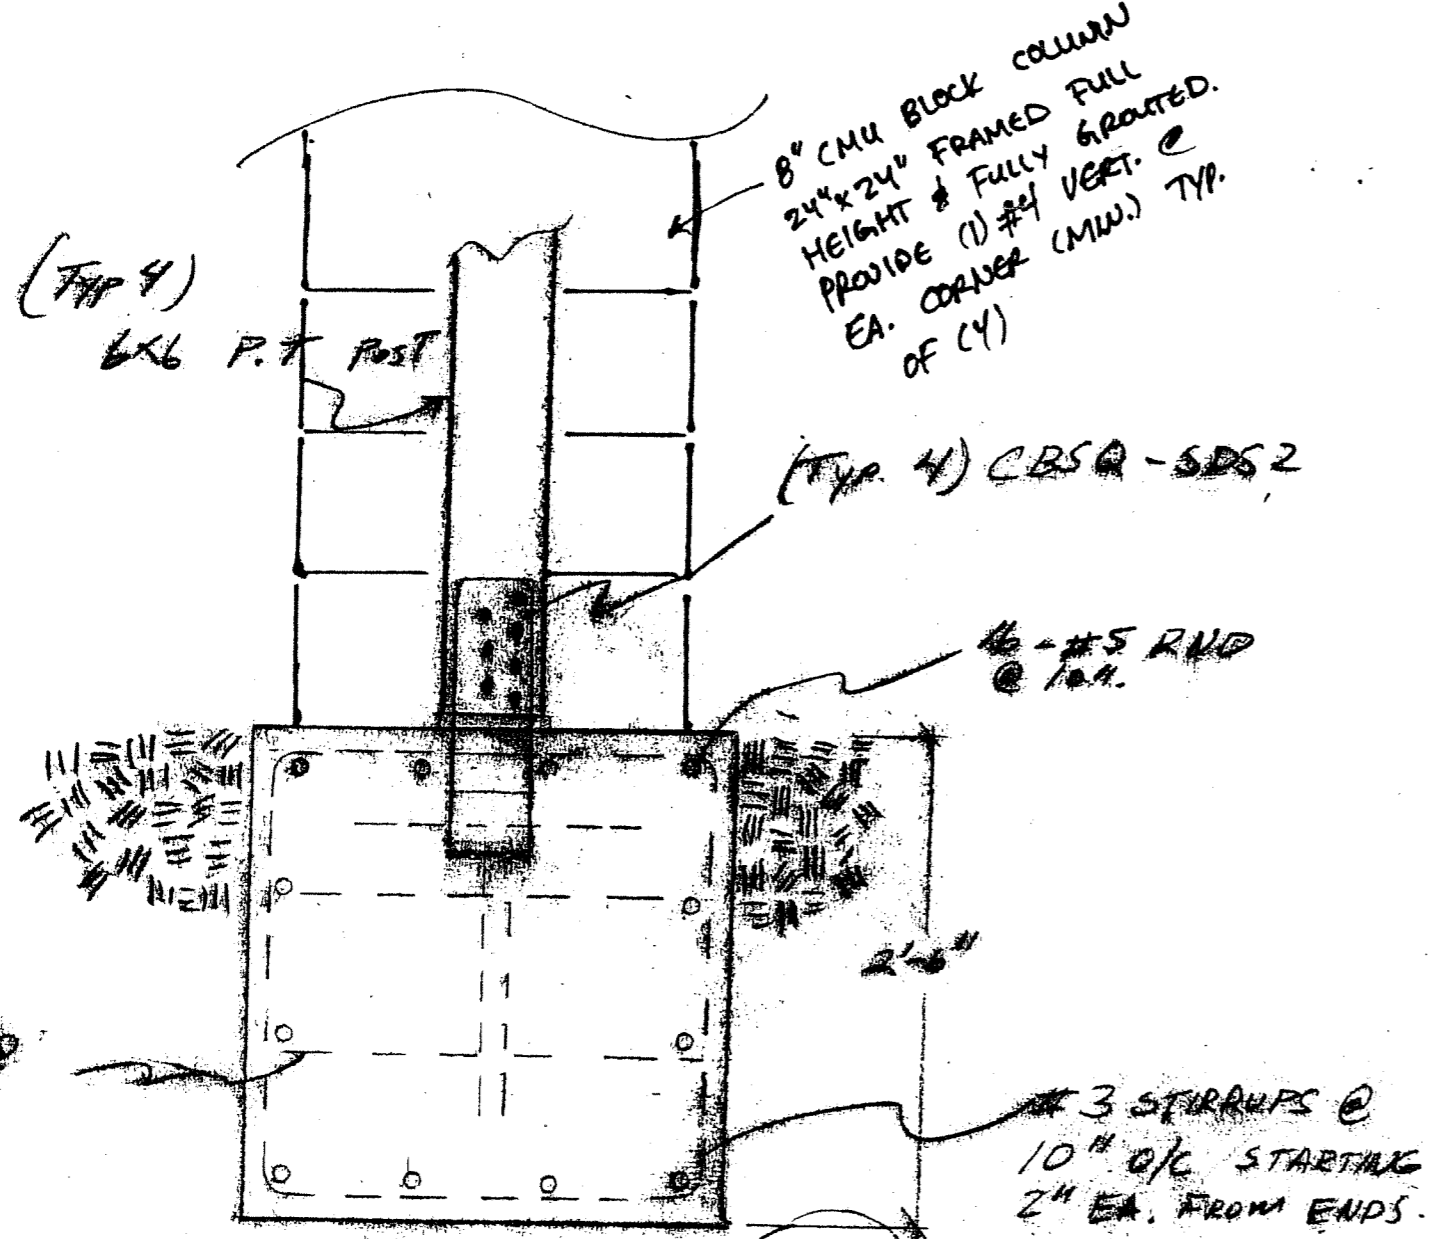 8" CMU BLOCK COLUMN
24" x 24" FRAMED FULL
HEIGHT & FULLY GROUTED.
PROVIDE (1) #4 VERT. @
EA. CORNER (MIN.) TYP.
OF (4)
(TYP 4)
6x6 P.T POST
(TYP. 4) CBSQ-SDS2
#5 RND
@
2'-6"
#3 STIRRUPS @
10" O/C STARTING
2" EA. FROM ENDS.